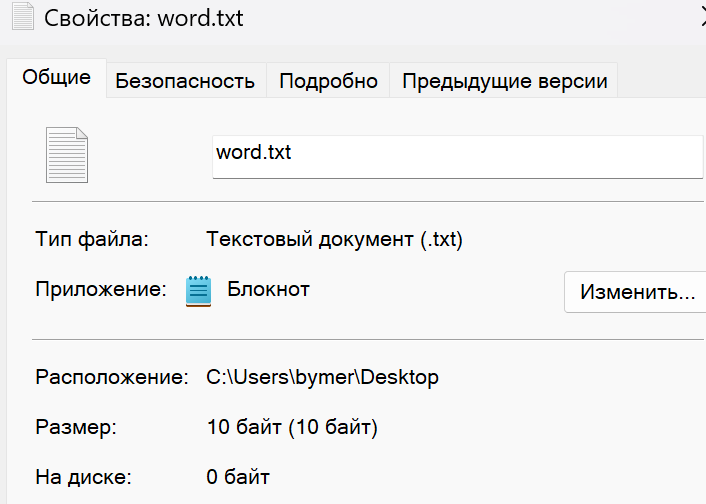 Свойства: word.txt
Общие Безопасность Подробно Предыдущие версии
word.txt
Тип файла: Текстовый документ (.txt)
Приложение: Блокнот Изменить...
Расположение: C:\Users\bymer\Desktop
Размер: 10 байт (10 байт)
На диске: 0 байт